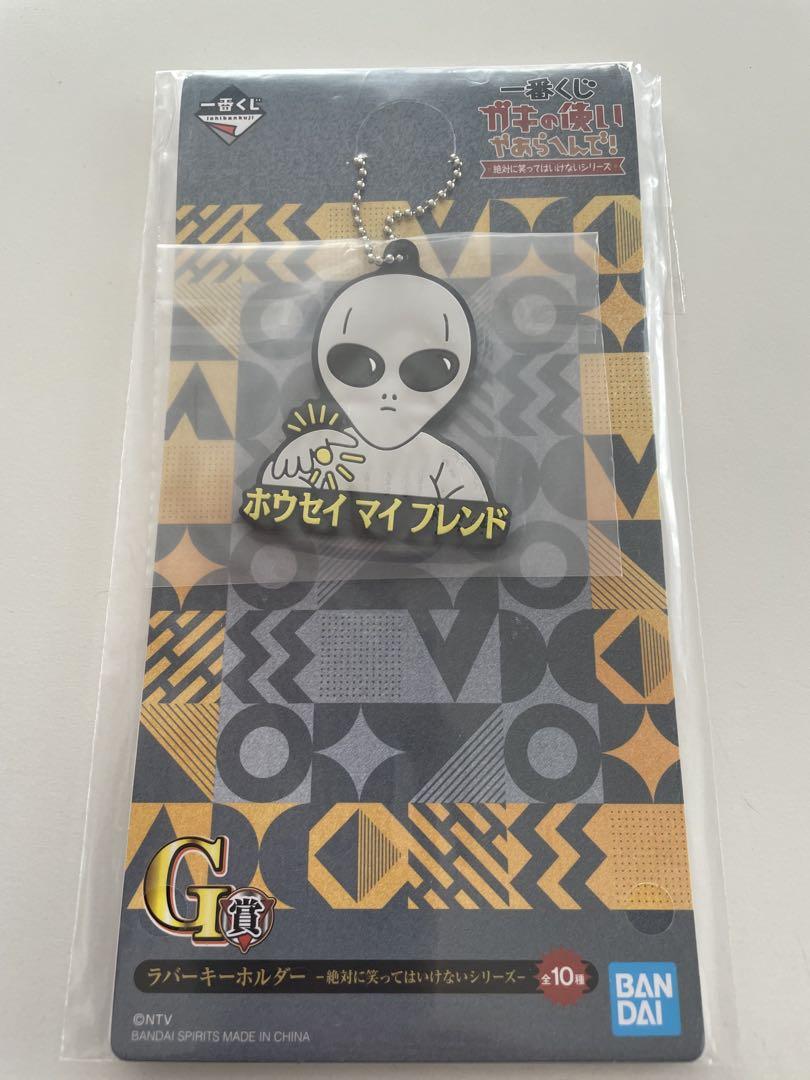 一番くじ
ichibankuji
一番くじ
ガキの使い
やあらへんで!
絶対に笑ってはいけないシリーズ
ホウセイ マイ フレンド
G賞
ラバーキーホルダー -絶対に笑ってはいけないシリーズ- 全10種
©NTV
BANDAI SPIRITS MADE IN CHINA
BAN
DAI